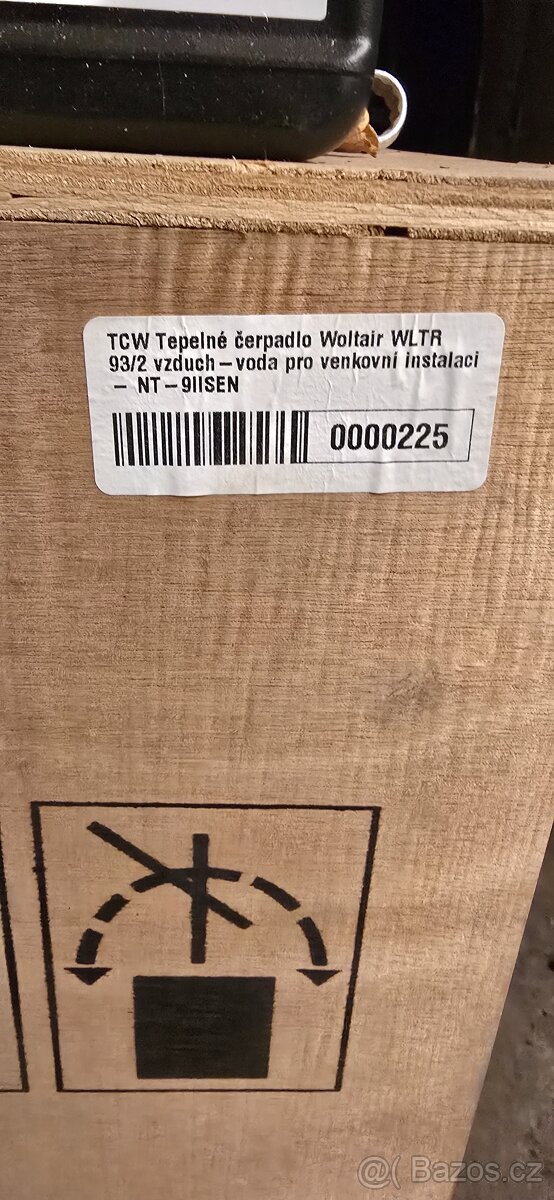 TCW Tepelné čerpadlo Woltair WLTR
93/2 vzduch – voda pro venkovní instalaci
– NT – 9IISEN
0000225
@( Bazos.cz